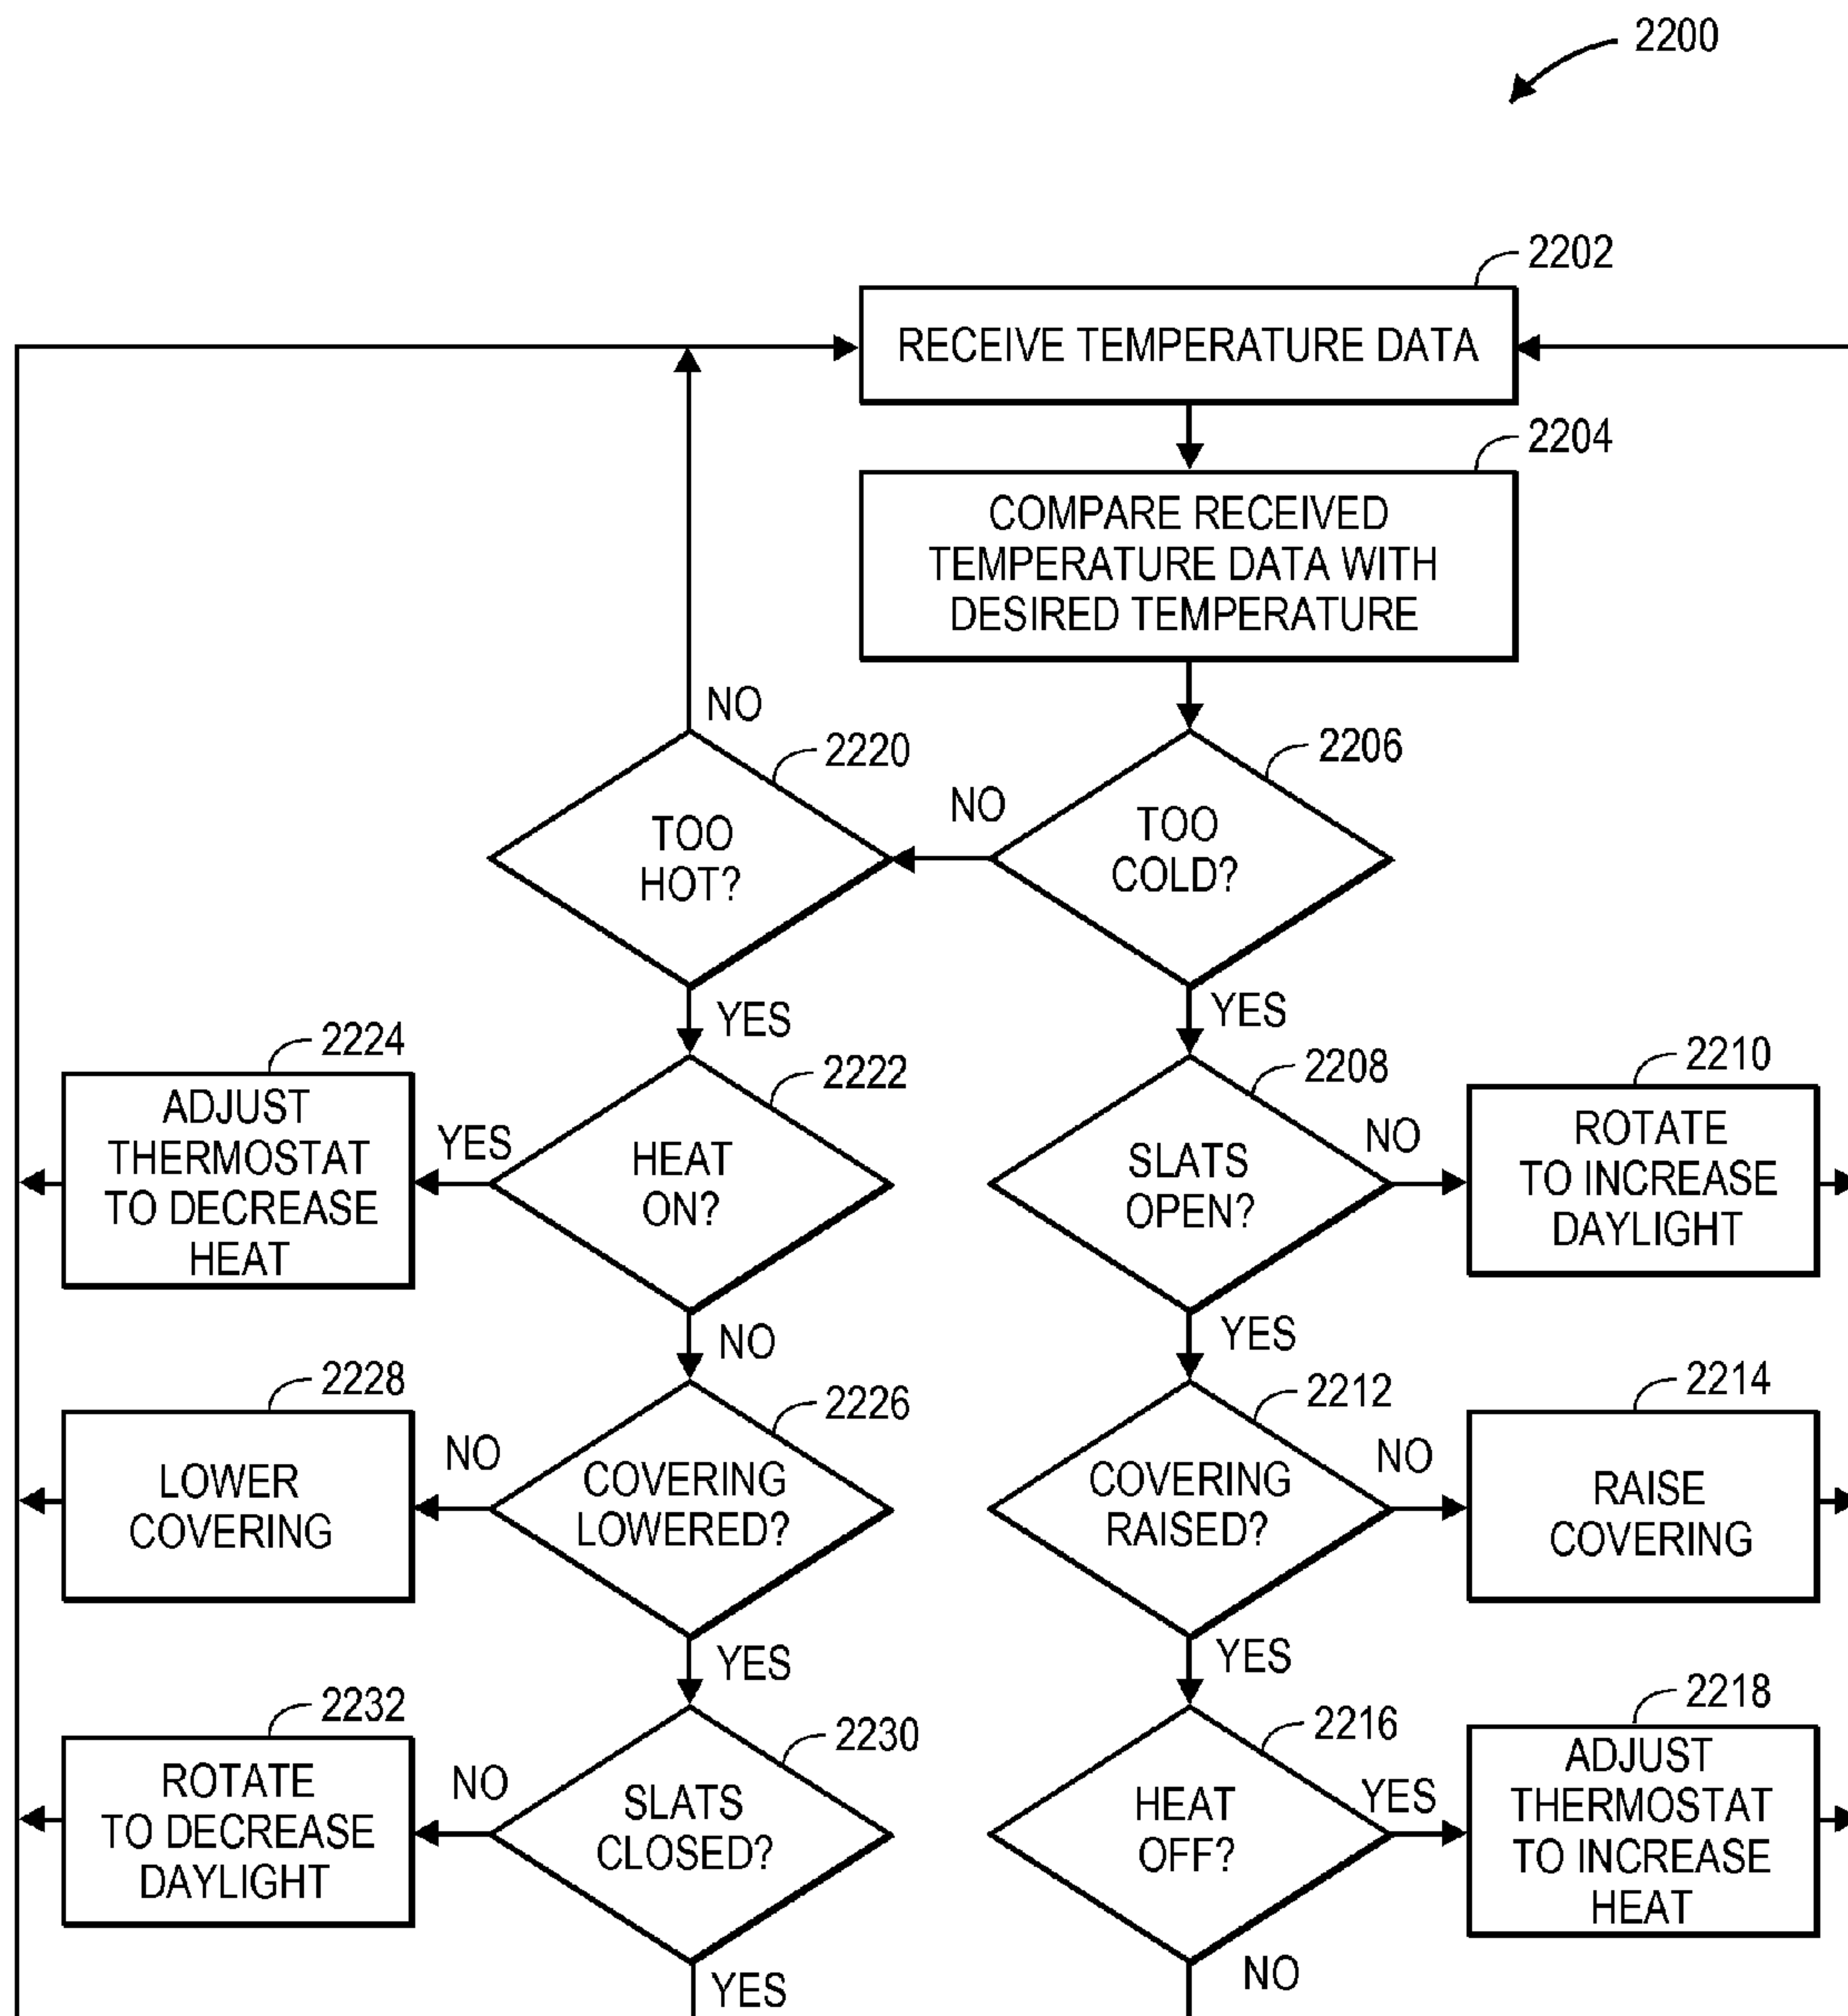 2200
2202
RECEIVE TEMPERATURE DATA
2204
COMPARE RECEIVED
TEMPERATURE DATA WITH
DESIRED TEMPERATURE
NO
2220
TOO
HOT?
NO
2206
TOO
COLD?
YES
YES
2224
ADJUST
THERMOSTAT
TO DECREASE
HEAT
YES
2222
HEAT
ON?
2208
SLATS
OPEN?
NO
2210
ROTATE
TO INCREASE
DAYLIGHT
NO
YES
2228
LOWER
COVERING
NO
2226
COVERING
LOWERED?
2212
COVERING
RAISED?
NO
2214
RAISE
COVERING
YES
YES
2232
ROTATE
TO DECREASE
DAYLIGHT
NO
2230
SLATS
CLOSED?
2216
HEAT
OFF?
YES
2218
ADJUST
THERMOSTAT
TO INCREASE
HEAT
YES
NO